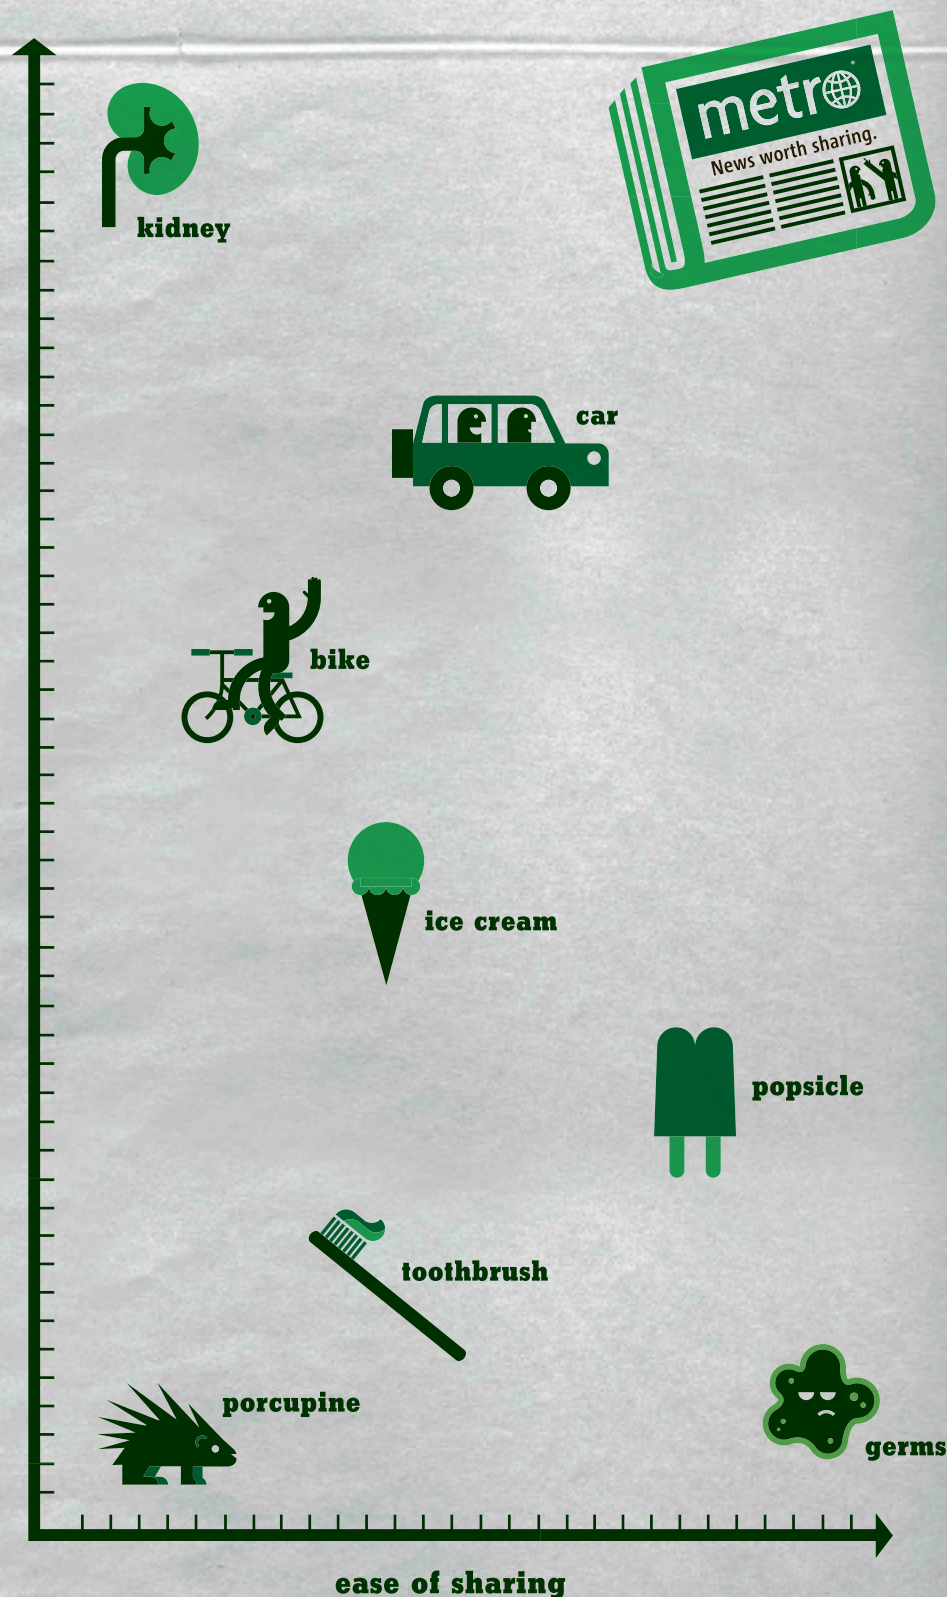 metro
News worth sharing.
kidney
car
bike
ice cream
popsicle
toothbrush
porcupine
germs
ease of sharing